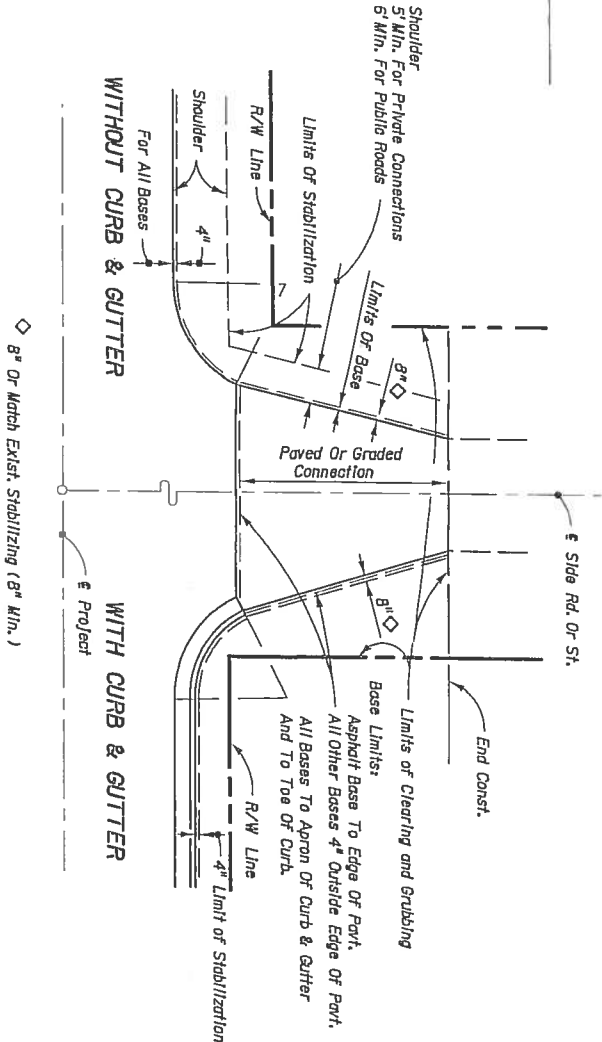 Shoulder
5' Min. For Private Connections
6' Min. For Public Roads
Limits Of Stabilization
R/W Line
Shoulder
4"
For All Bases
WITHOUT CURB & GUTTER
Limits Of Base
8" ◇
Paved Or Graded
Connection
℄ Side Rd. Or St.
End Const.
Limits of Clearing and Grubbing
8" ◇
Base Limits:
Asphalt Base To Edge Of Pavt.
All Other Bases 4" Outside Edge Of Pavt.
All Bases To Apron Of Curb & Gutter
And To Toe Of Curb.
R/W Line
4" Limit of Stabilization
WITH CURB & GUTTER
℄ Project
◇ 8" Or Match Exist. Stabilizing (8" Min.)